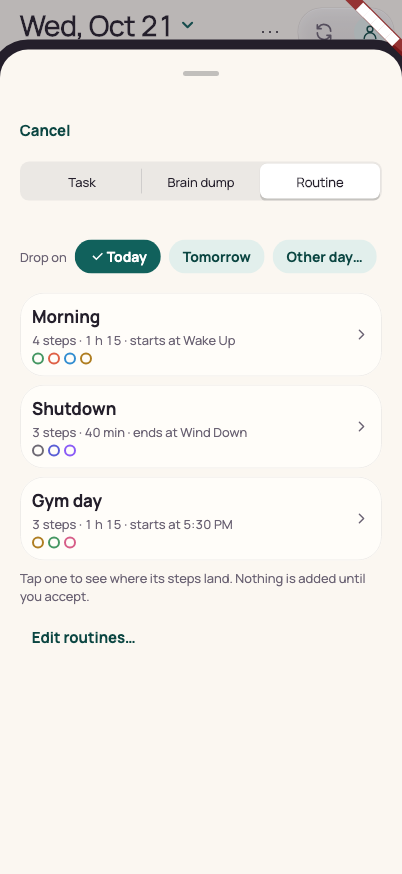 Wed, Oct 21
...
Cancel
Task
Brain dump
Routine
Drop on
✓ Today
Tomorrow
Other day...
Morning
4 steps · 1 h 15 · starts at Wake Up
Shutdown
3 steps · 40 min · ends at Wind Down
Gym day
3 steps · 1 h 15 · starts at 5:30 PM
Tap one to see where its steps land. Nothing is added until
you accept.
Edit routines...